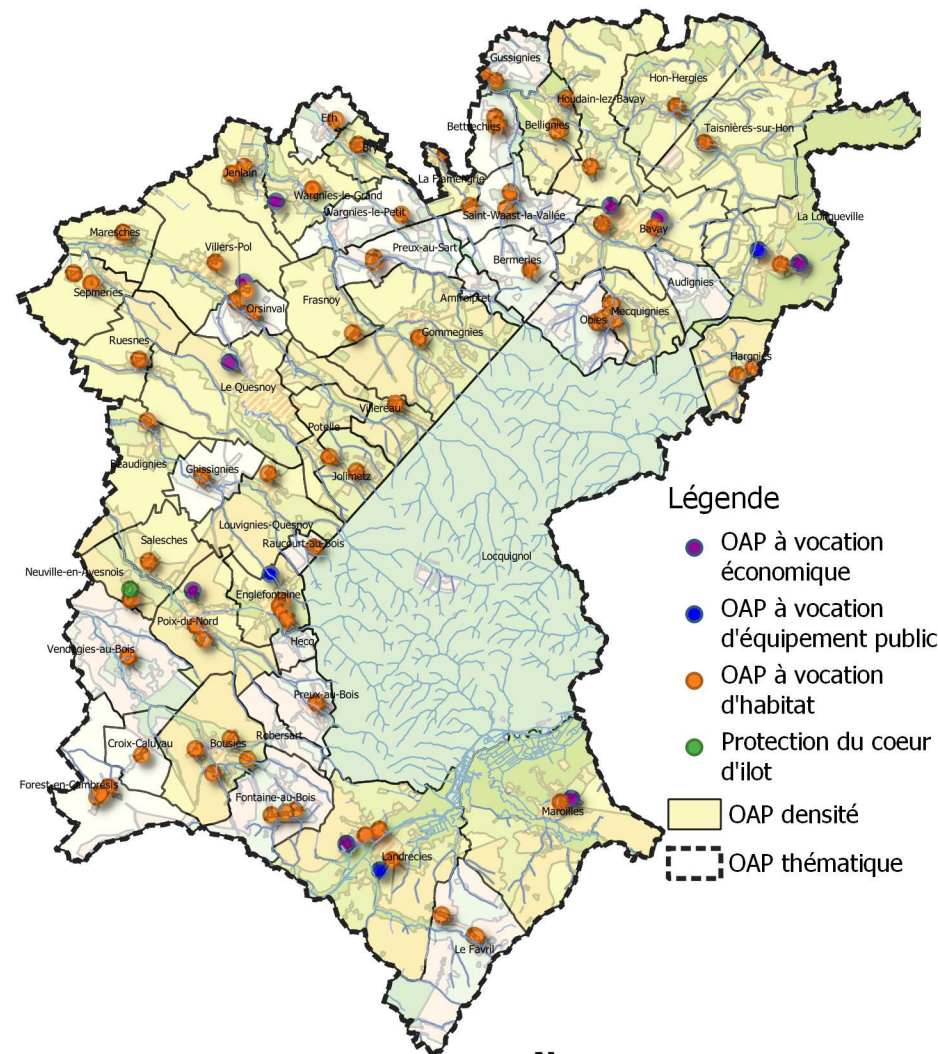 Gussignies
Hon-Hergies
Houdain-lez-Bavay
Taisnières-sur-Hon
Bettrechies
Bellignies
Eth
Bry
Jenlain
La Flamengrie
Wargnies-le-Grand
Wargnies-le-Petit
Saint-Waast-la-Vallée
La Longueville
Maresches
Bavay
Villers-Pol
Preux-au-Sart
Bermeries
Audignies
Sepmeries
Orsinval
Frasnoy
Amfroipret
Mecquignies
Obies
Gommegnies
Ruesnes
Hargnies
Le Quesnoy
Villereau
Potelle
Beaudignies
Ghissignies
Jolimetz
Louvignies-Quesnoy
Salesches
Raucourt-au-Bois
Locquignol
Neuville-en-Avesnois
Englefontaine
Poix-du-Nord
Hecq
Vendegies-au-Bois
Preux-au-Bois
Robersart
Croix-Caluyau
Bousies
Forest-en-Cambrésis
Fontaine-au-Bois
Maroilles
Landrecies
Le Favril
Légende
OAP à vocation
économique
OAP à vocation
d'équipement public
OAP à vocation
d'habitat
Protection du coeur
d'ilot
OAP densité
OAP thématique